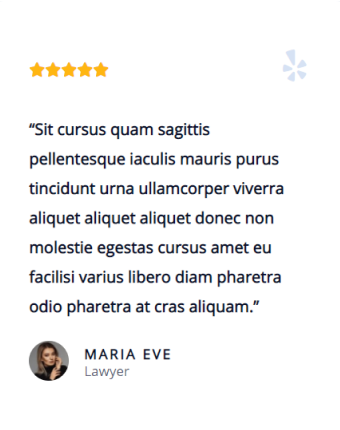 “Sit cursus quam sagittis
pellentesque iaculis mauris purus
tincidunt urna ullamcorper viverra
aliquet aliquet aliquet donec non
molestie egestas cursus amet eu
facilisi varius libero diam pharetra
odio pharetra at cras aliquam.”
MARIA EVE
Lawyer